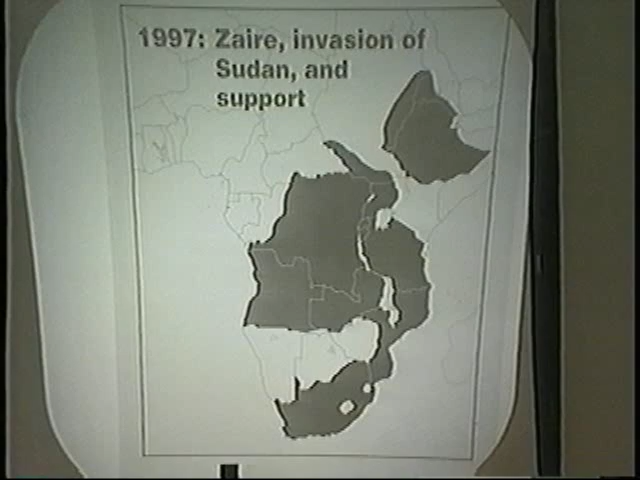 1997: Zaire, invasion of
Sudan, and
support